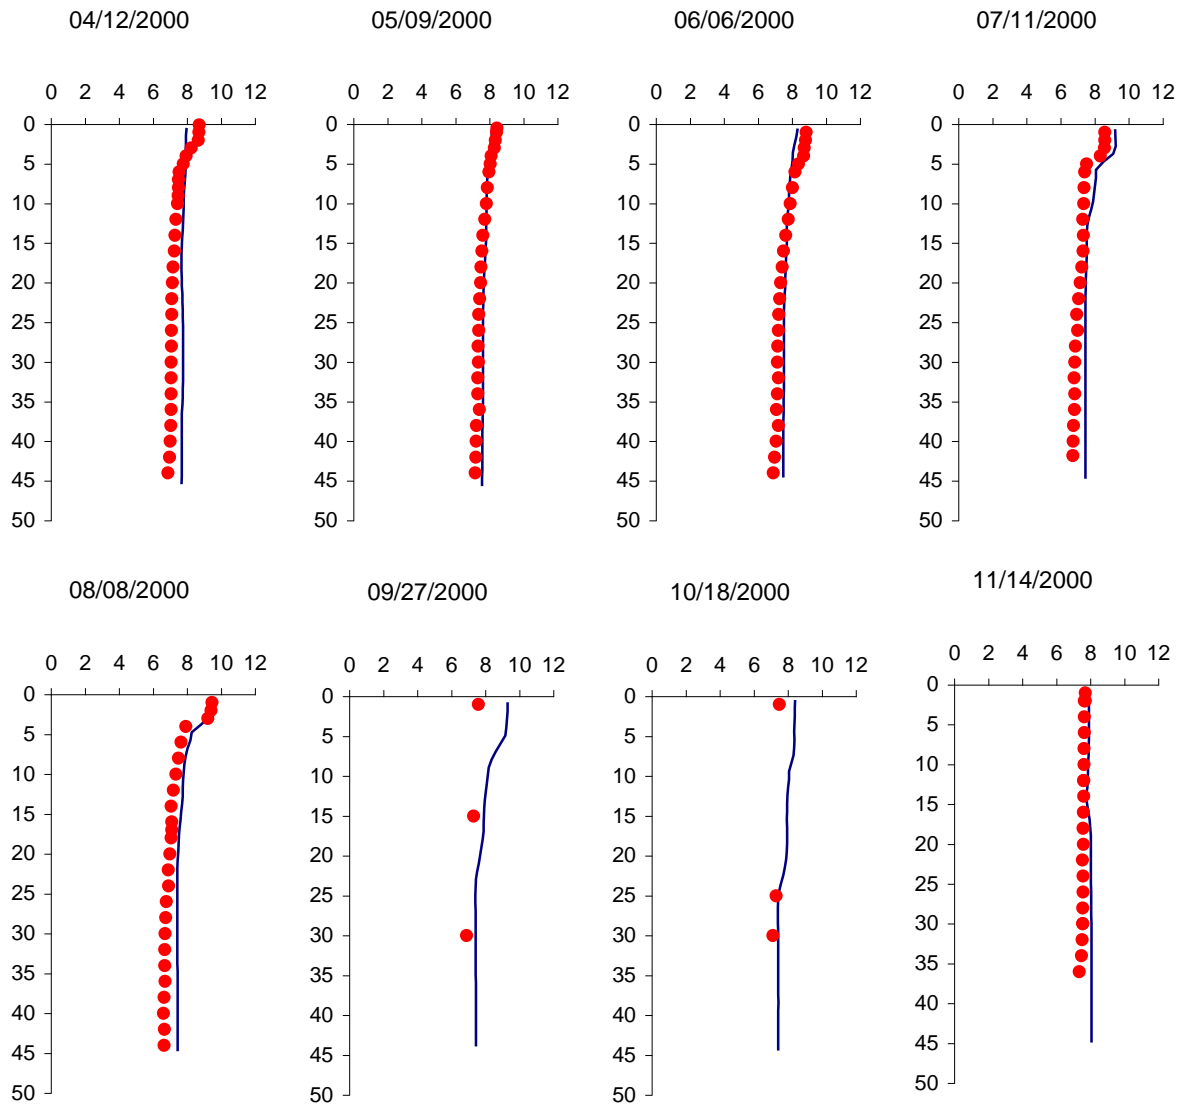 04/12/2000
05/09/2000
06/06/2000
07/11/2000
0 2 4 6 8 10 12
0 2 4 6 8 10 12
0 2 4 6 8 10 12
0 2 4 6 8 10 12
0 0 0 0
5 5 5 5
10 10 10 10
15 15 15 15
20 20 20 20
25 25 25 25
30 30 30 30
35 35 35 35
40 40 40 40
45 45 45 45
50 50 50 50
08/08/2000
09/27/2000
10/18/2000
11/14/2000
0 2 4 6 8 10 12
0 2 4 6 8 10 12
0 2 4 6 8 10 12
0 2 4 6 8 10 12
0 0 0 0
5 5 5 5
10 10 10 10
15 15 15 15
20 20 20 20
25 25 25 25
30 30 30 30
35 35 35 35
40 40 40 40
45 45 45 45
50 50 50 50